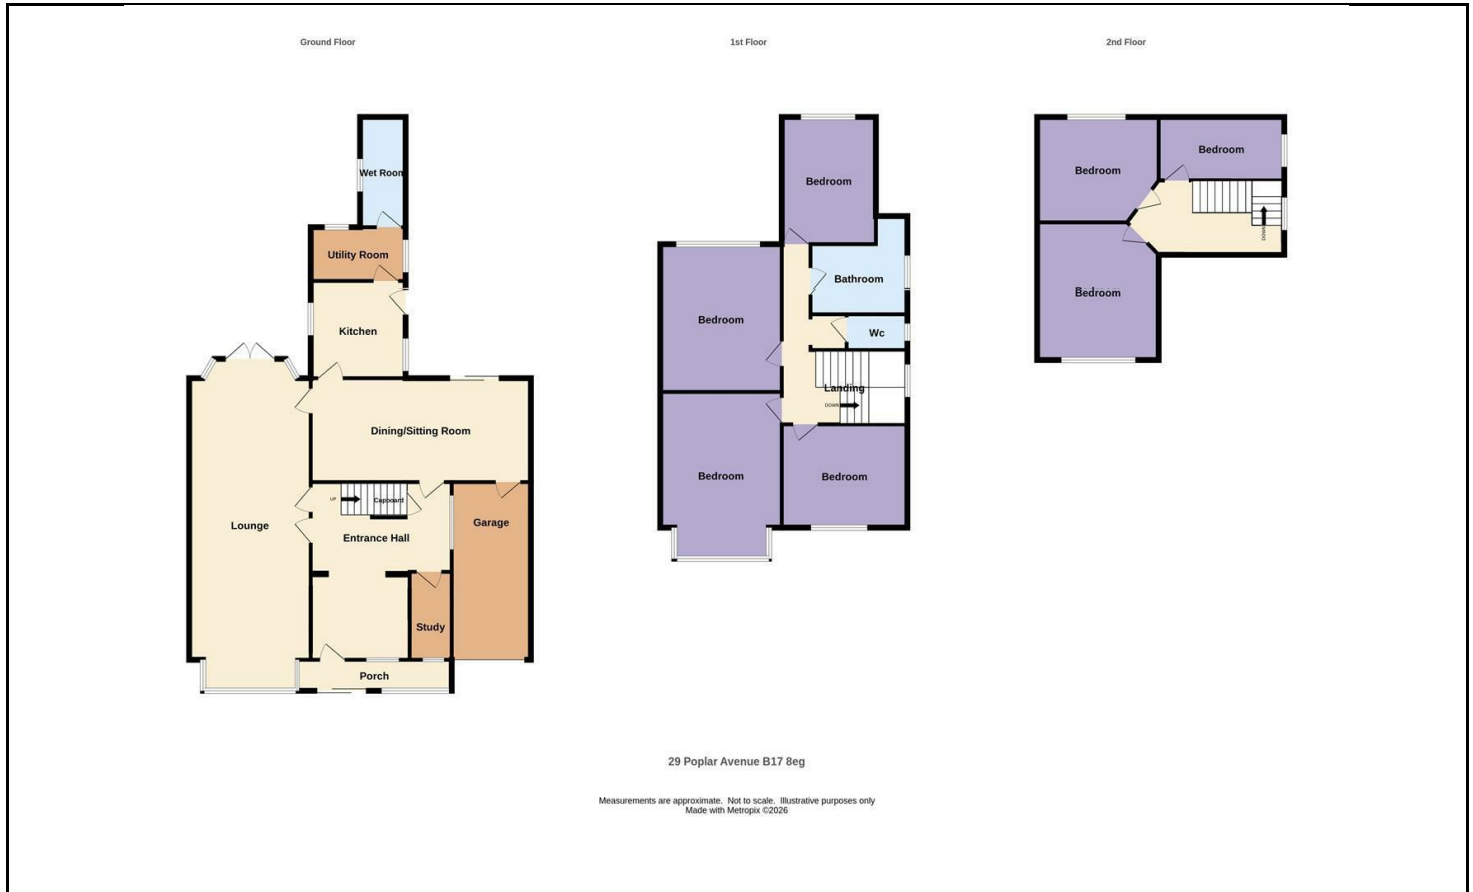 Ground Floor
1st Floor
2nd Floor
Wet Room
Utility Room
Kitchen
Dining/Sitting Room
UP
Cupboard
Lounge
Entrance Hall
Garage
Study
Porch
Bedroom
Bathroom
Bedroom
Wc
Landing
DOWN
Bedroom
Bedroom
Bedroom
Bedroom
DOWN
Bedroom
29 Poplar Avenue B17 8eg
Measurements are approximate. Not to scale. Illustrative purposes only
Made with Metropix ©2026